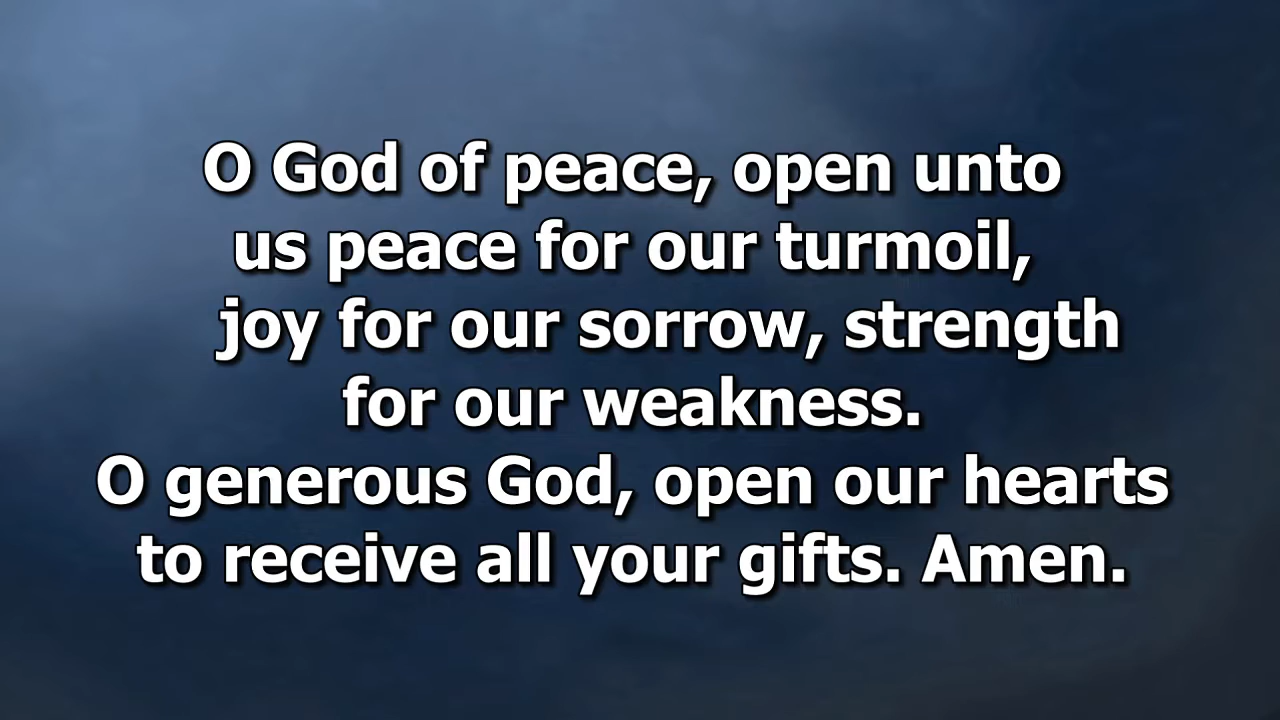 O God of peace, open unto
us peace for our turmoil,
joy for our sorrow, strength
for our weakness.
O generous God, open our hearts
to receive all your gifts. Amen.